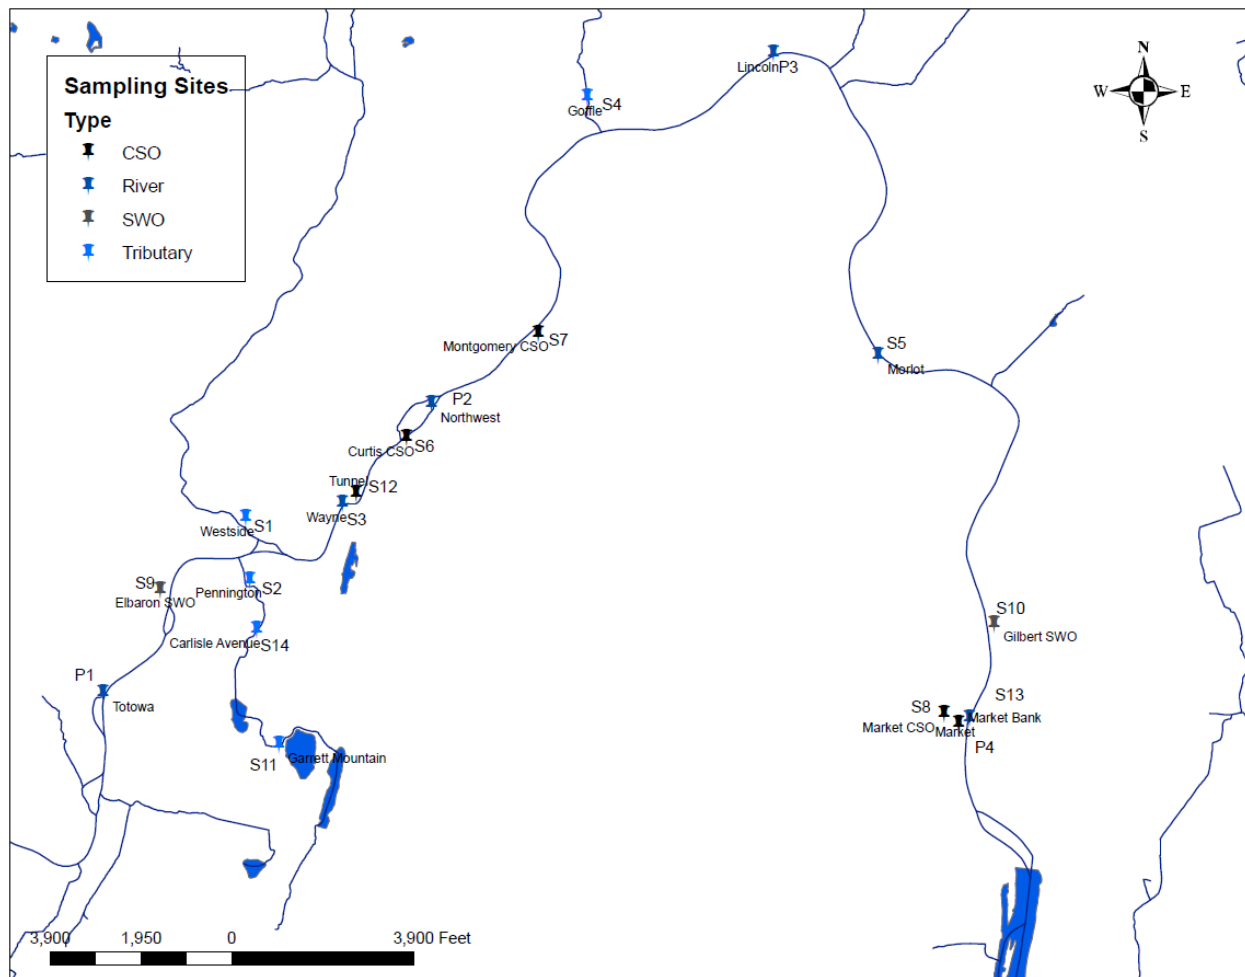 N
W E
S
Sampling Sites
Type
CSO
River
SWO
Tributary
LincolnP3
S4
Goffle
S7
Montgomery CSO
S5
Morlot
P2
Northwest
S6
Curtis CSO
Tunnel
S12
Wayne S3
S1
Westside
S9
Elbaron SWO
S2
Pennington
Carlisle Avenue S14
P1
Totowa
S11
Garrett Mountain
S10
Gilbert SWO
S13
S8
Market Bank
Market CSO
Market
P4
3,900 1,950 0 3,900 Feet